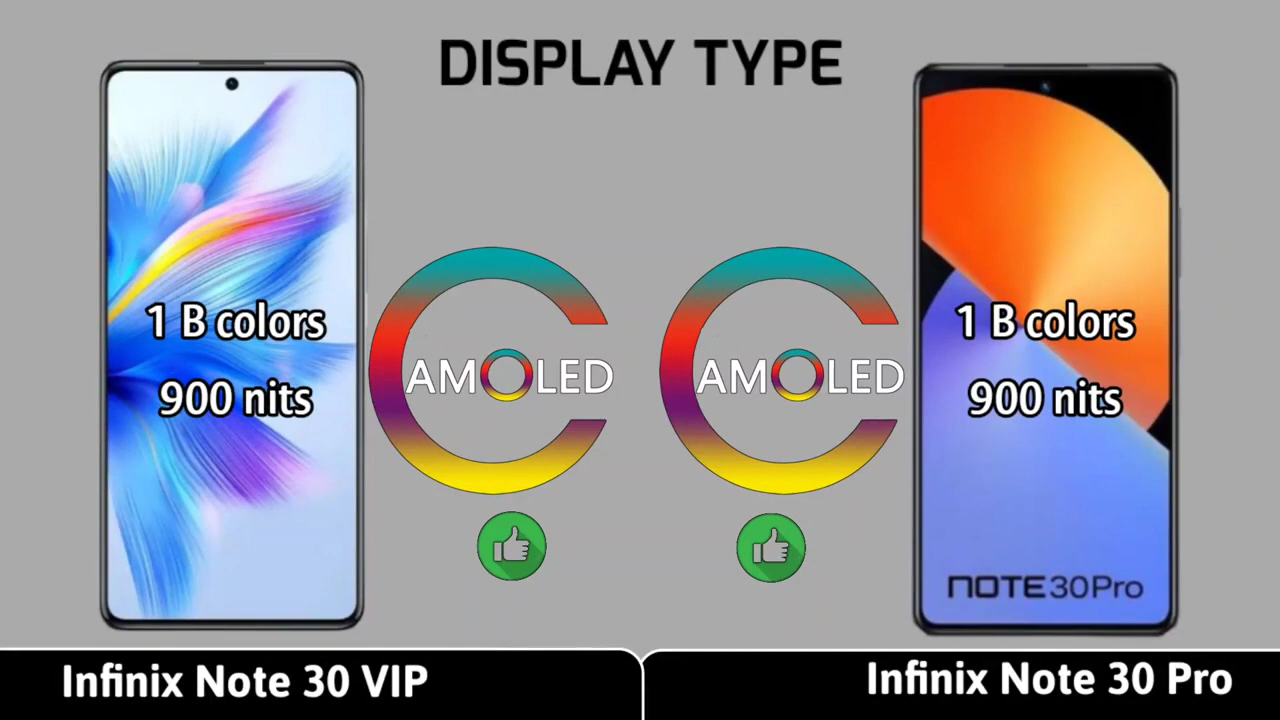 DISPLAY TYPE
1 B colors
900 nits
AMOLED
AMOLED
1 B colors
900 nits
NOTE30Pro
Infinix Note 30 VIP
Infinix Note 30 Pro